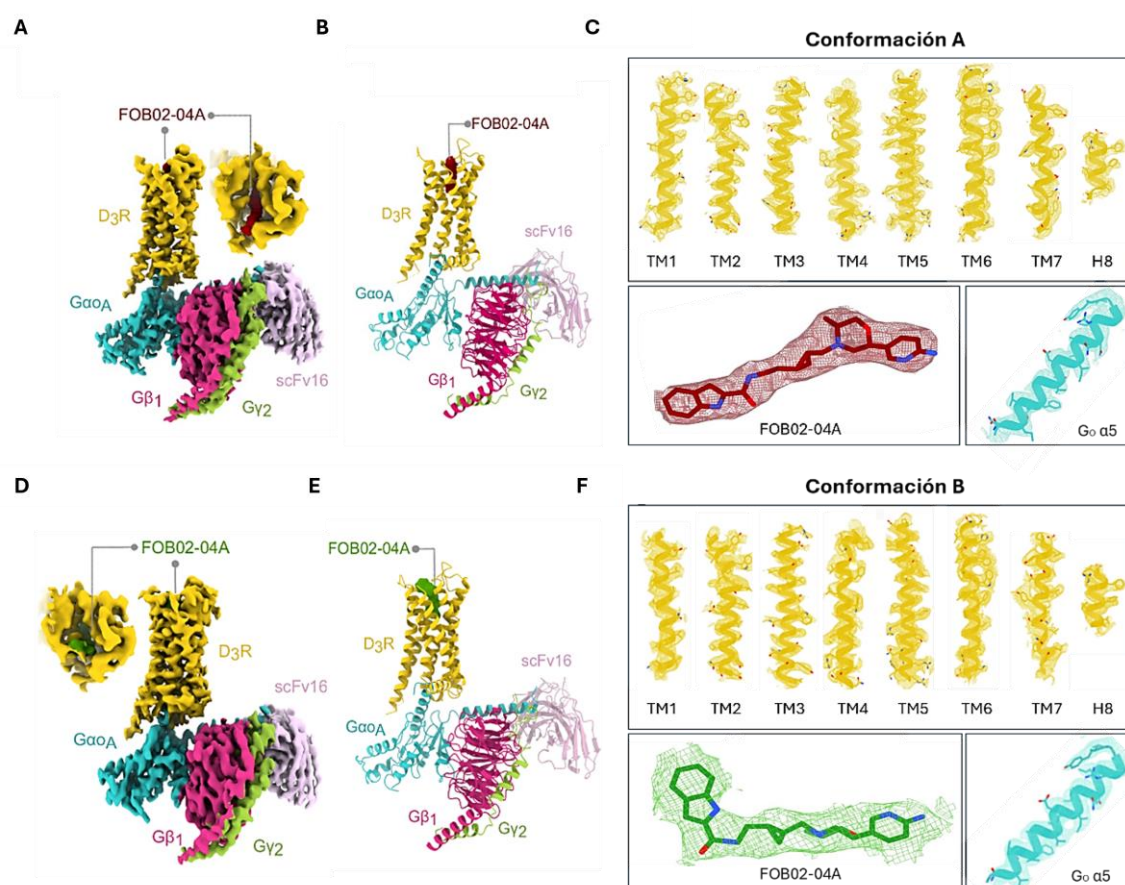 A
B
C
Conformación A
FOB02-04A
FOB02-04A
D₃R
D₃R
scFv16
GαoA
GαoA
scFv16
Gβ₁
Gγ₂
Gβ₁
Gγ₂
TM1 TM2 TM3 TM4 TM5 TM6 TM7 H8
FOB02-04A
Gₒ α5
D
E
F
Conformación B
FOB02-04A
FOB02-04A
D₃R
D₃R
scFv16
scFv16
GαoA
GαoA
Gβ₁
Gγ₂
Gβ₁
Gγ₂
TM1 TM2 TM3 TM4 TM5 TM6 TM7 H8
FOB02-04A
Gₒ α5